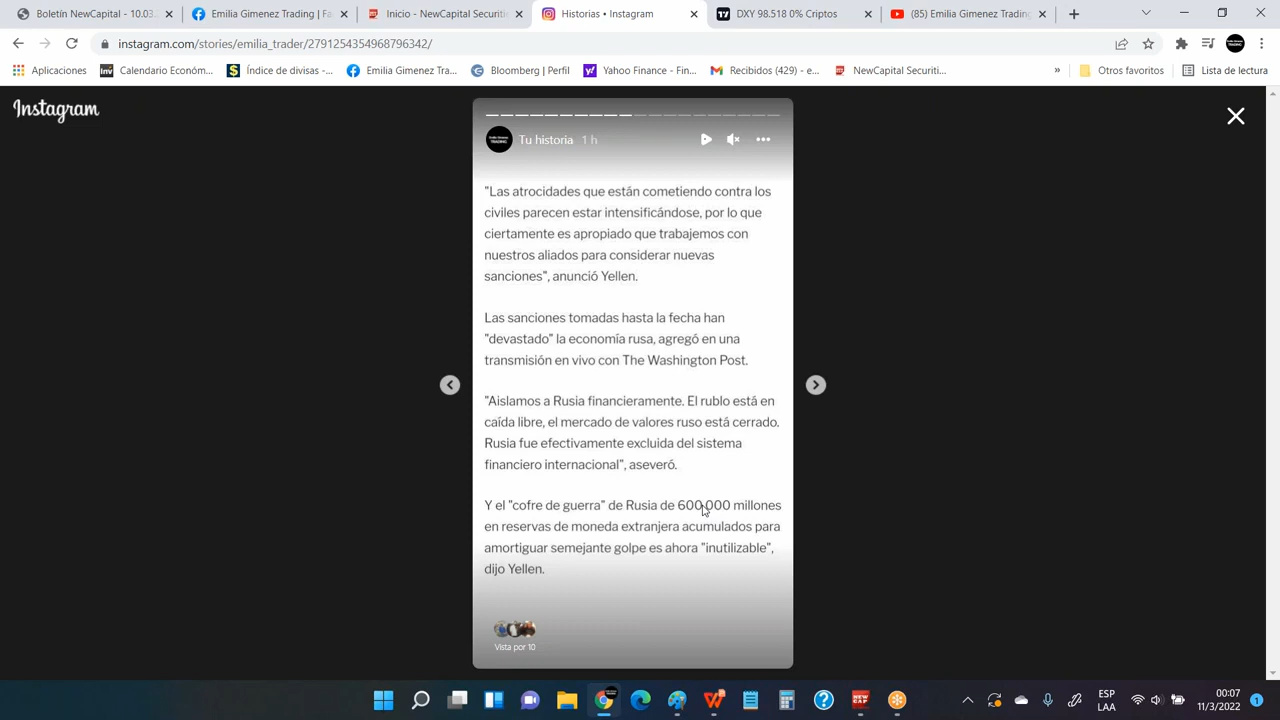 Boletín NewCapital - 10.03.
Emilia Gimenez Trading | Fa
Inicio - NewCapital Securiti
Historias • Instagram
DXY 98.518 0% Criptos
(85) Emilia Gimenez Trading
instagram.com/stories/emilia_trader/2791254354968796342/
Aplicaciones
Calendario Económ...
Índice de divisas -...
Emilia Gimenez Tra...
Bloomberg | Perfil
Yahoo Finance - Fin...
Recibidos (429) - e...
NewCapital Securiti...
»
Otros favoritos
Lista de lectura
Instagram
Tu historia 1 h
"Las atrocidades que están cometiendo contra los
civiles parecen estar intensificándose, por lo que
ciertamente es apropiado que trabajemos con
nuestros aliados para considerar nuevas
sanciones", anunció Yellen.
Las sanciones tomadas hasta la fecha han
"devastado" la economía rusa, agregó en una
transmisión en vivo con The Washington Post.
"Aislamos a Rusia financieramente. El rublo está en
caída libre, el mercado de valores ruso está cerrado.
Rusia fue efectivamente excluida del sistema
financiero internacional", aseveró.
Y el "cofre de guerra" de Rusia de 600.000 millones
en reservas de moneda extranjera acumulados para
amortiguar semejante golpe es ahora "inutilizable",
dijo Yellen.
Vista por 10
ESP
LAA
00:07
11/3/2022